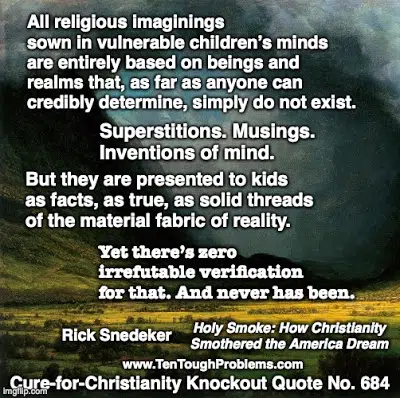 All religious imaginings
sown in vulnerable children's minds
are entirely based on beings and
realms that, as far as anyone can
credibly determine, simply do not exist.
Superstitions. Musings.
Inventions of mind.
But they are presented to kids
as facts, as true, as solid threads
of the material fabric of reality.
Yet there's zero
irrefutable verification
for that. And never has been.
Rick Snedeker
Holy Smoke: How Christianity
Smothered the America Dream
www.TenToughProblems.com
Cure-for-Christianity Knockout Quote No. 684
imgflip.com